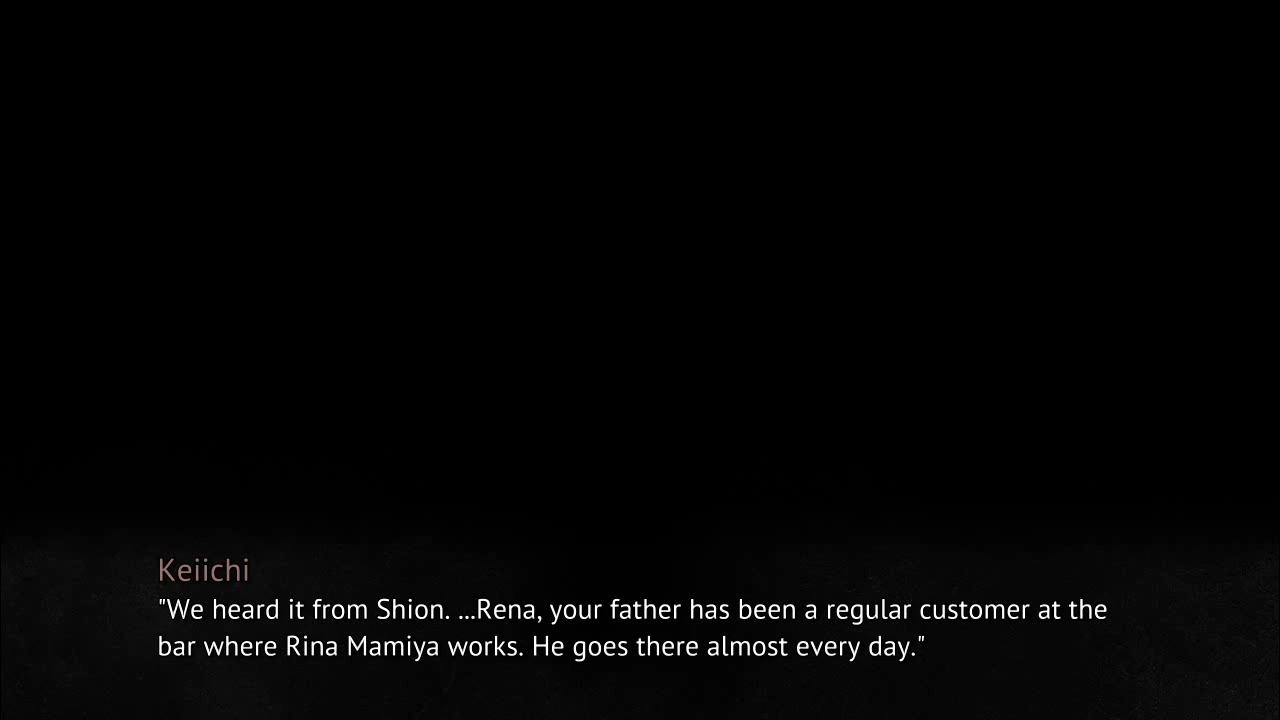 Keiichi
"We heard it from Shion. ...Rena, your father has been a regular customer at the
bar where Rina Mamiya works. He goes there almost every day."